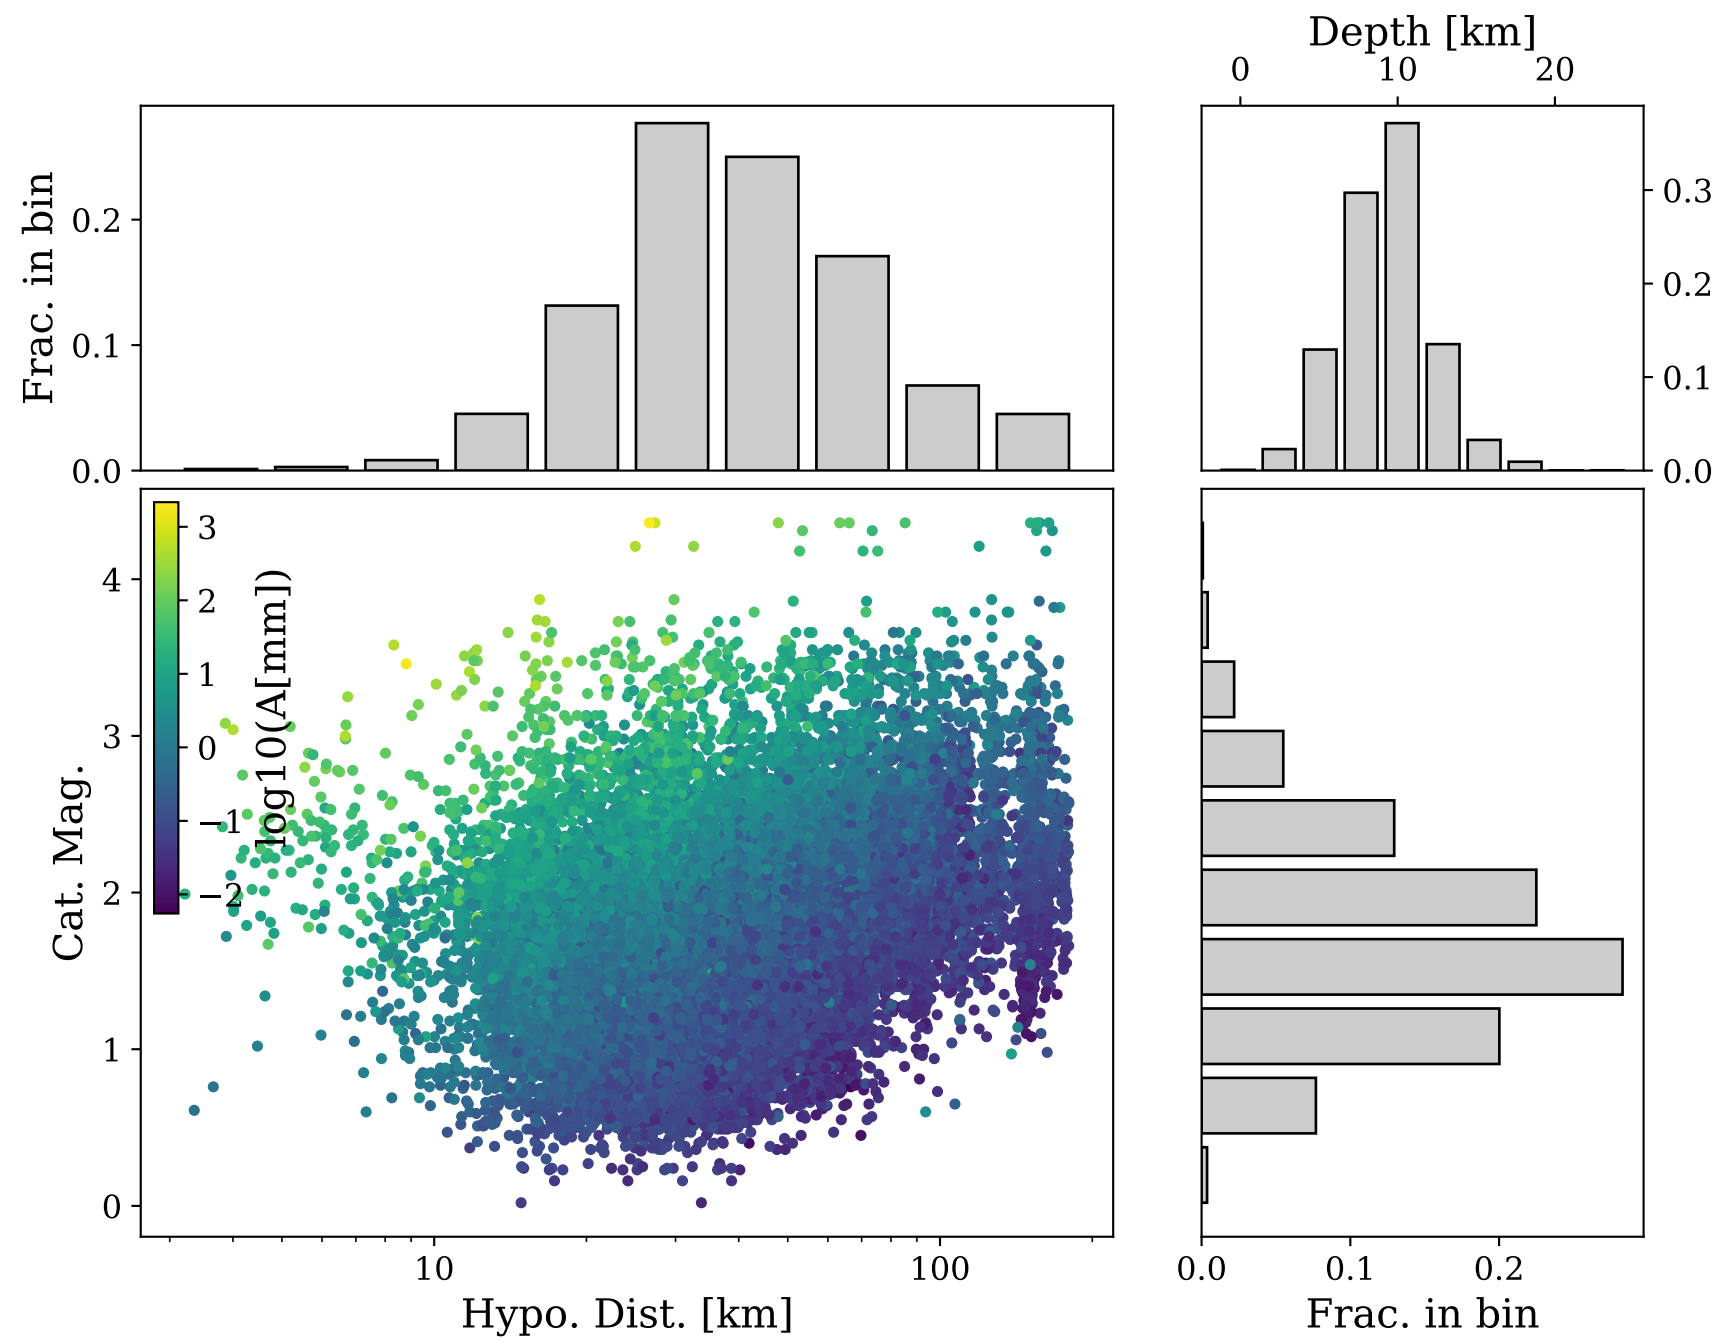 Depth [km]
0 10 20
Frac. in bin
0.2
0.1
0.0
0.3
0.2
0.1
0.0
Cat. Mag.
4
3
2
1
0
3
2
1
0
−1
−2
log10(A[mm])
10 100
Hypo. Dist. [km]
0.0 0.1 0.2
Frac. in bin